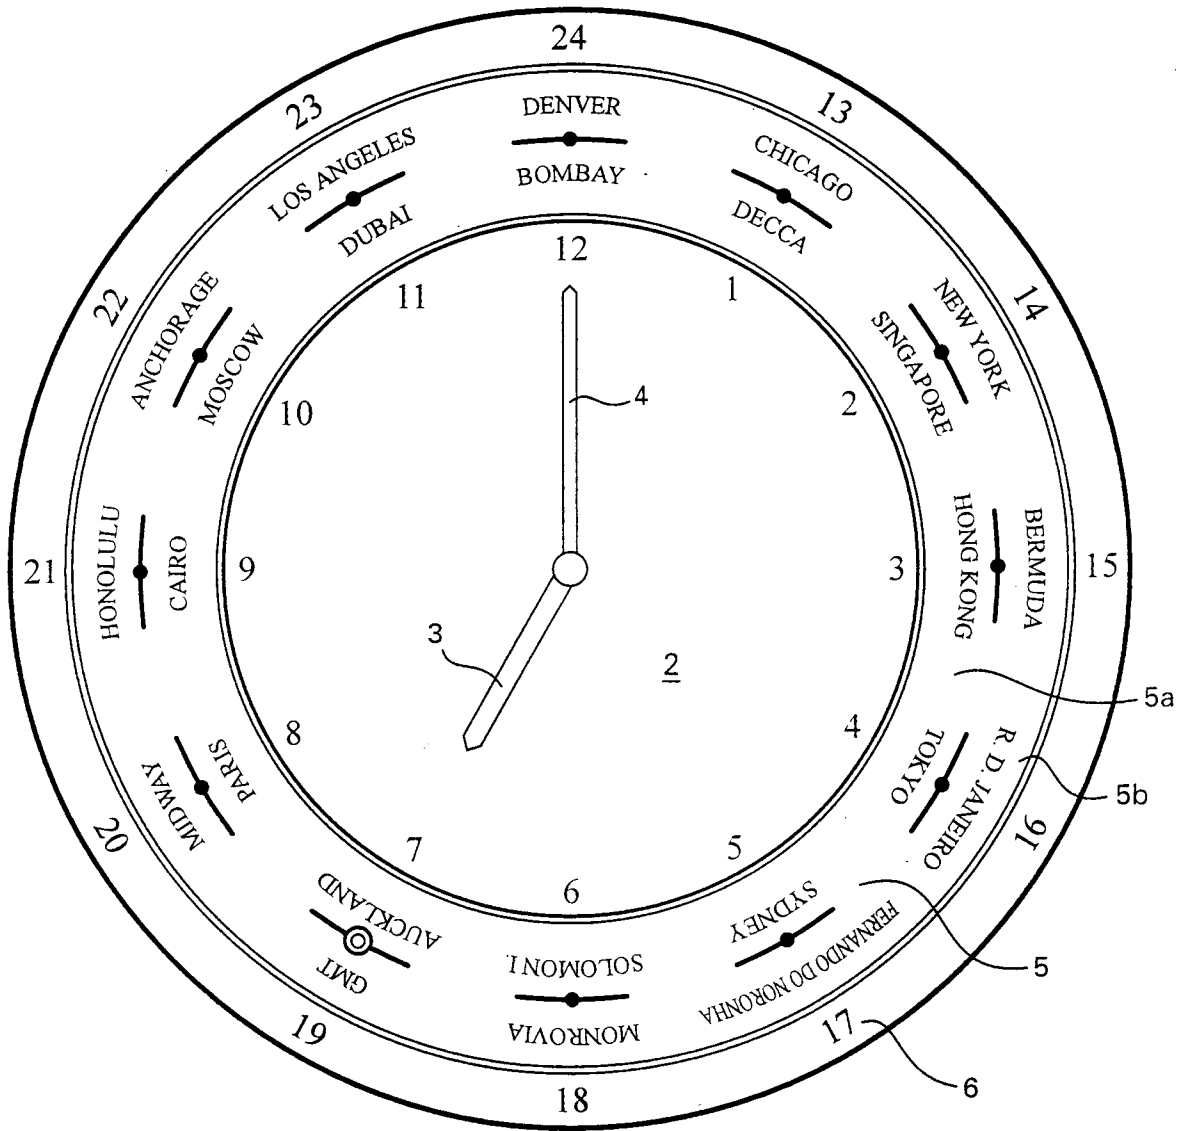 24
13
14
15
16
17
18
19
20
21
22
23
DENVER
BOMBAY
CHICAGO
DECCA
NEW YORK
SINGAPORE
BERMUDA
HONG KONG
R. D. JANEIRO
TOKYO
FERNANDO DO NORONHA
SYDNEY
MONROVIA
SOLOMON I.
GMT
AUCKLAND
MIDWAY
PARIS
HONOLULU
CAIRO
ANCHORAGE
MOSCOW
LOS ANGELES
DUBAI
12
1
2
3
4
5
6
7
8
9
10
11
4
3
2
5a
5b
5
6